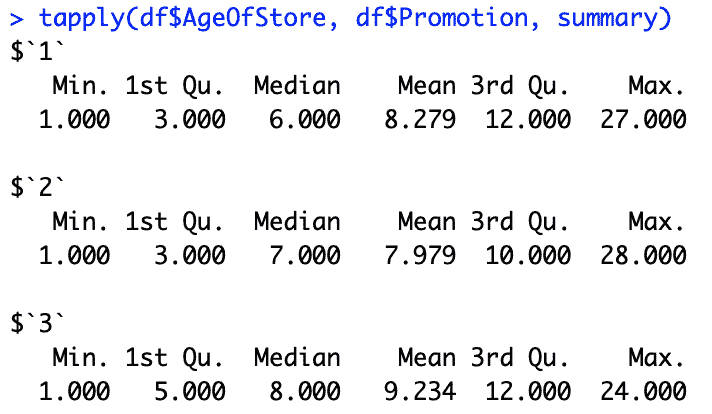 > tapply(df$AgeOfStore, df$Promotion, summary)
$`1`
   Min. 1st Qu.  Median    Mean 3rd Qu.    Max.
  1.000   3.000   6.000   8.279  12.000  27.000

$`2`
   Min. 1st Qu.  Median    Mean 3rd Qu.    Max.
  1.000   3.000   7.000   7.979  10.000  28.000

$`3`
   Min. 1st Qu.  Median    Mean 3rd Qu.    Max.
  1.000   5.000   8.000   9.234  12.000  24.000